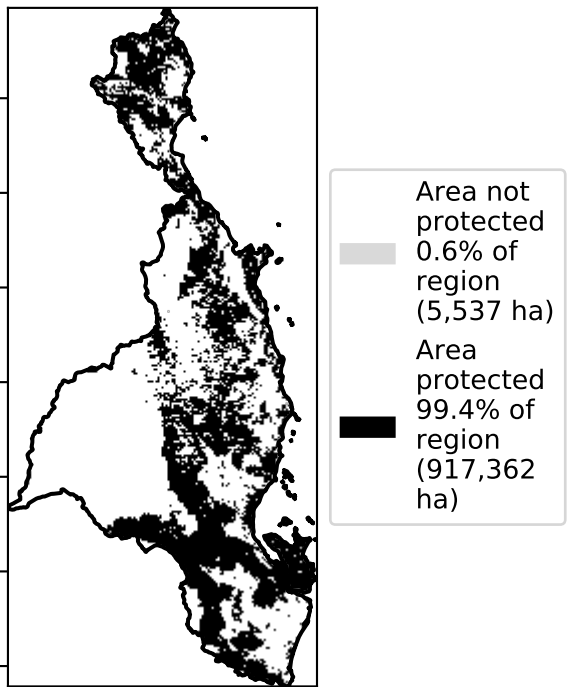 Area not
protected
0.6% of
region
(5,537 ha)
Area
protected
99.4% of
region
(917,362
ha)